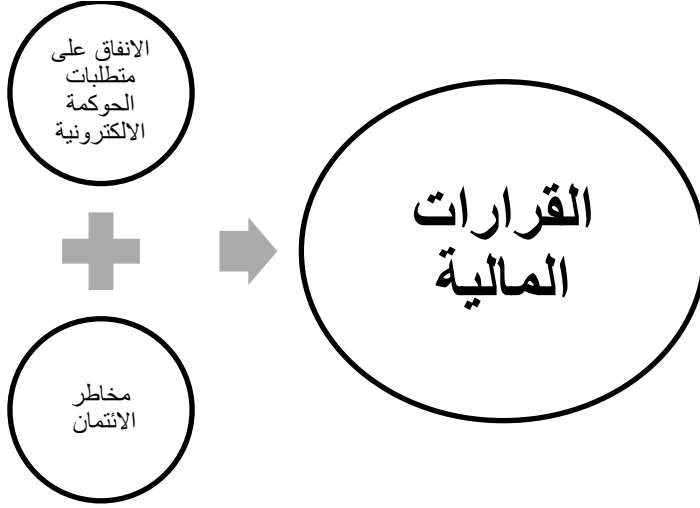 الانفاق على
متطلبات
الحوكمة
الالكترونية
مخاطر
الائتمان
القرارات
المالية